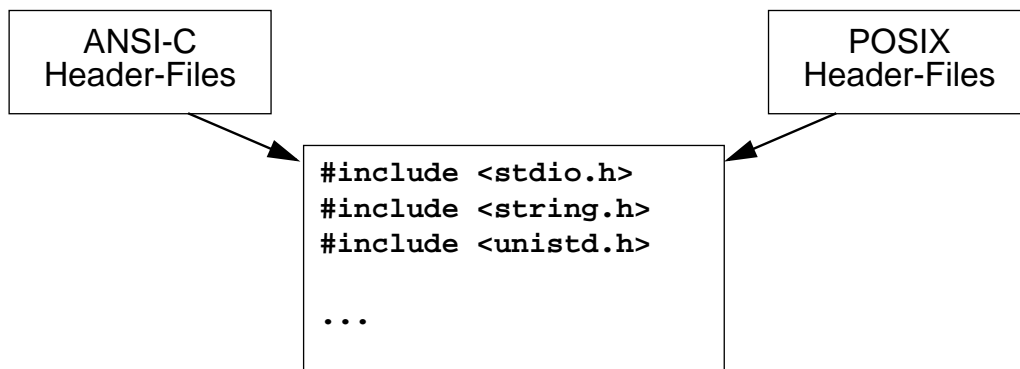 ANSI-C
Header-Files
POSIX
Header-Files
#include <stdio.h>
#include <string.h>
#include <unistd.h>
...